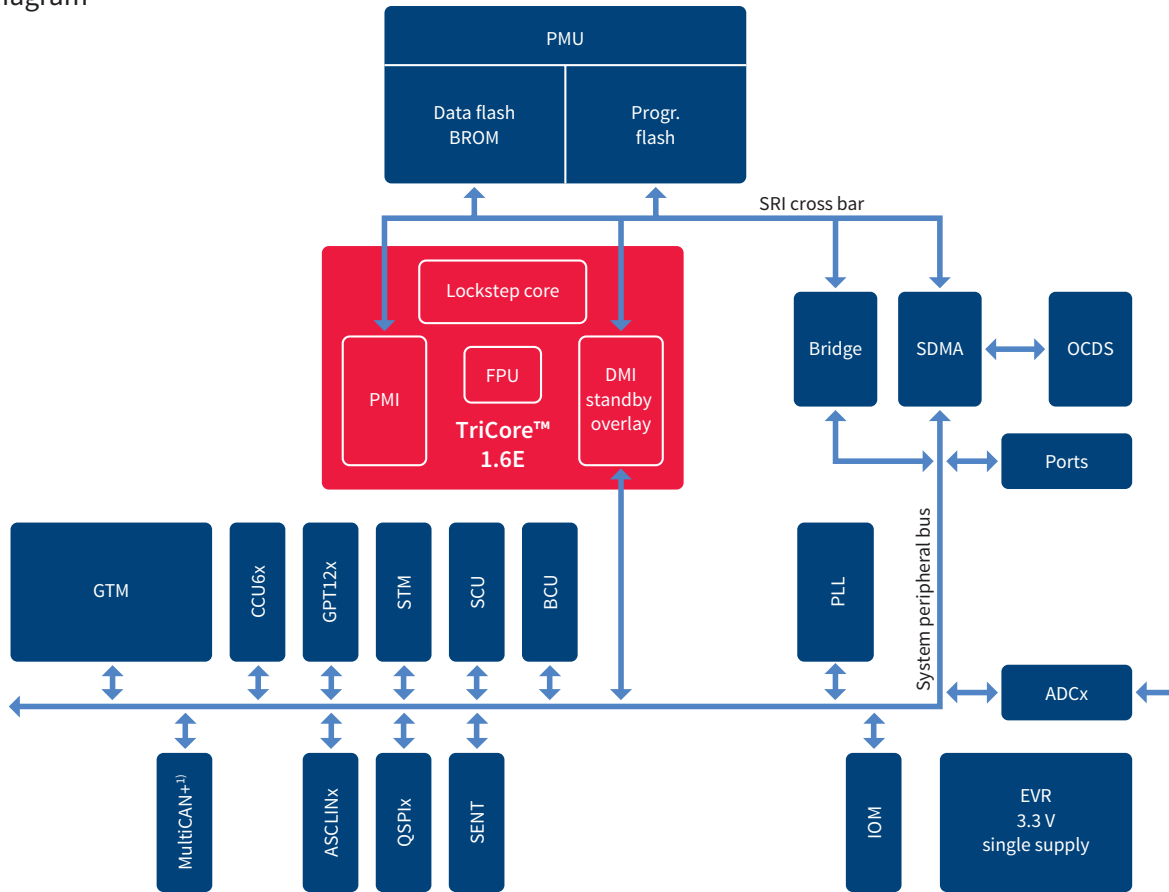 PMU
Data flash
BROM
Progr.
flash
SRI cross bar
Lockstep core
PMI
FPU
DMI
standby
overlay
TriCore™
1.6E
Bridge
SDMA
OCDS
Ports
System peripheral bus
GTM
CCU6x
GPT12x
STM
SCU
BCU
PLL
ADCx
MultiCAN+1)
ASCLINx
QSPIx
SENT
IOM
EVR
3.3 V
single supply